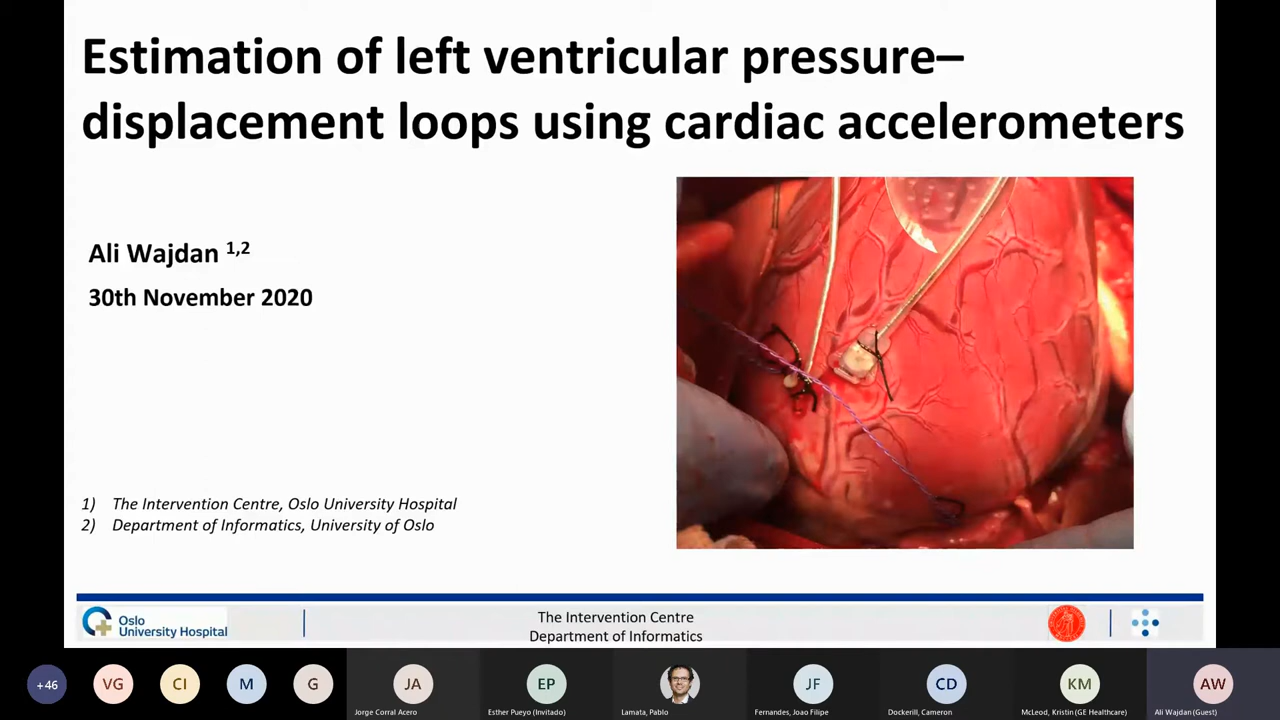 Estimation of left ventricular pressure–
displacement loops using cardiac accelerometers
Ali Wajdan 1,2
30th November 2020
1) The Intervention Centre, Oslo University Hospital
2) Department of Informatics, University of Oslo
Oslo
University Hospital
The Intervention Centre
Department of Informatics
+46
VG
CI
M
G
JA
EP
JF
CD
KM
AW
Jorge Corral Acero
Esther Pueyo (Invitado)
Lamata, Pablo
Fernandes, Joao Filipe
Dockerill, Cameron
McLeod, Kristin (GE Healthcare)
Ali Wajdan (Guest)